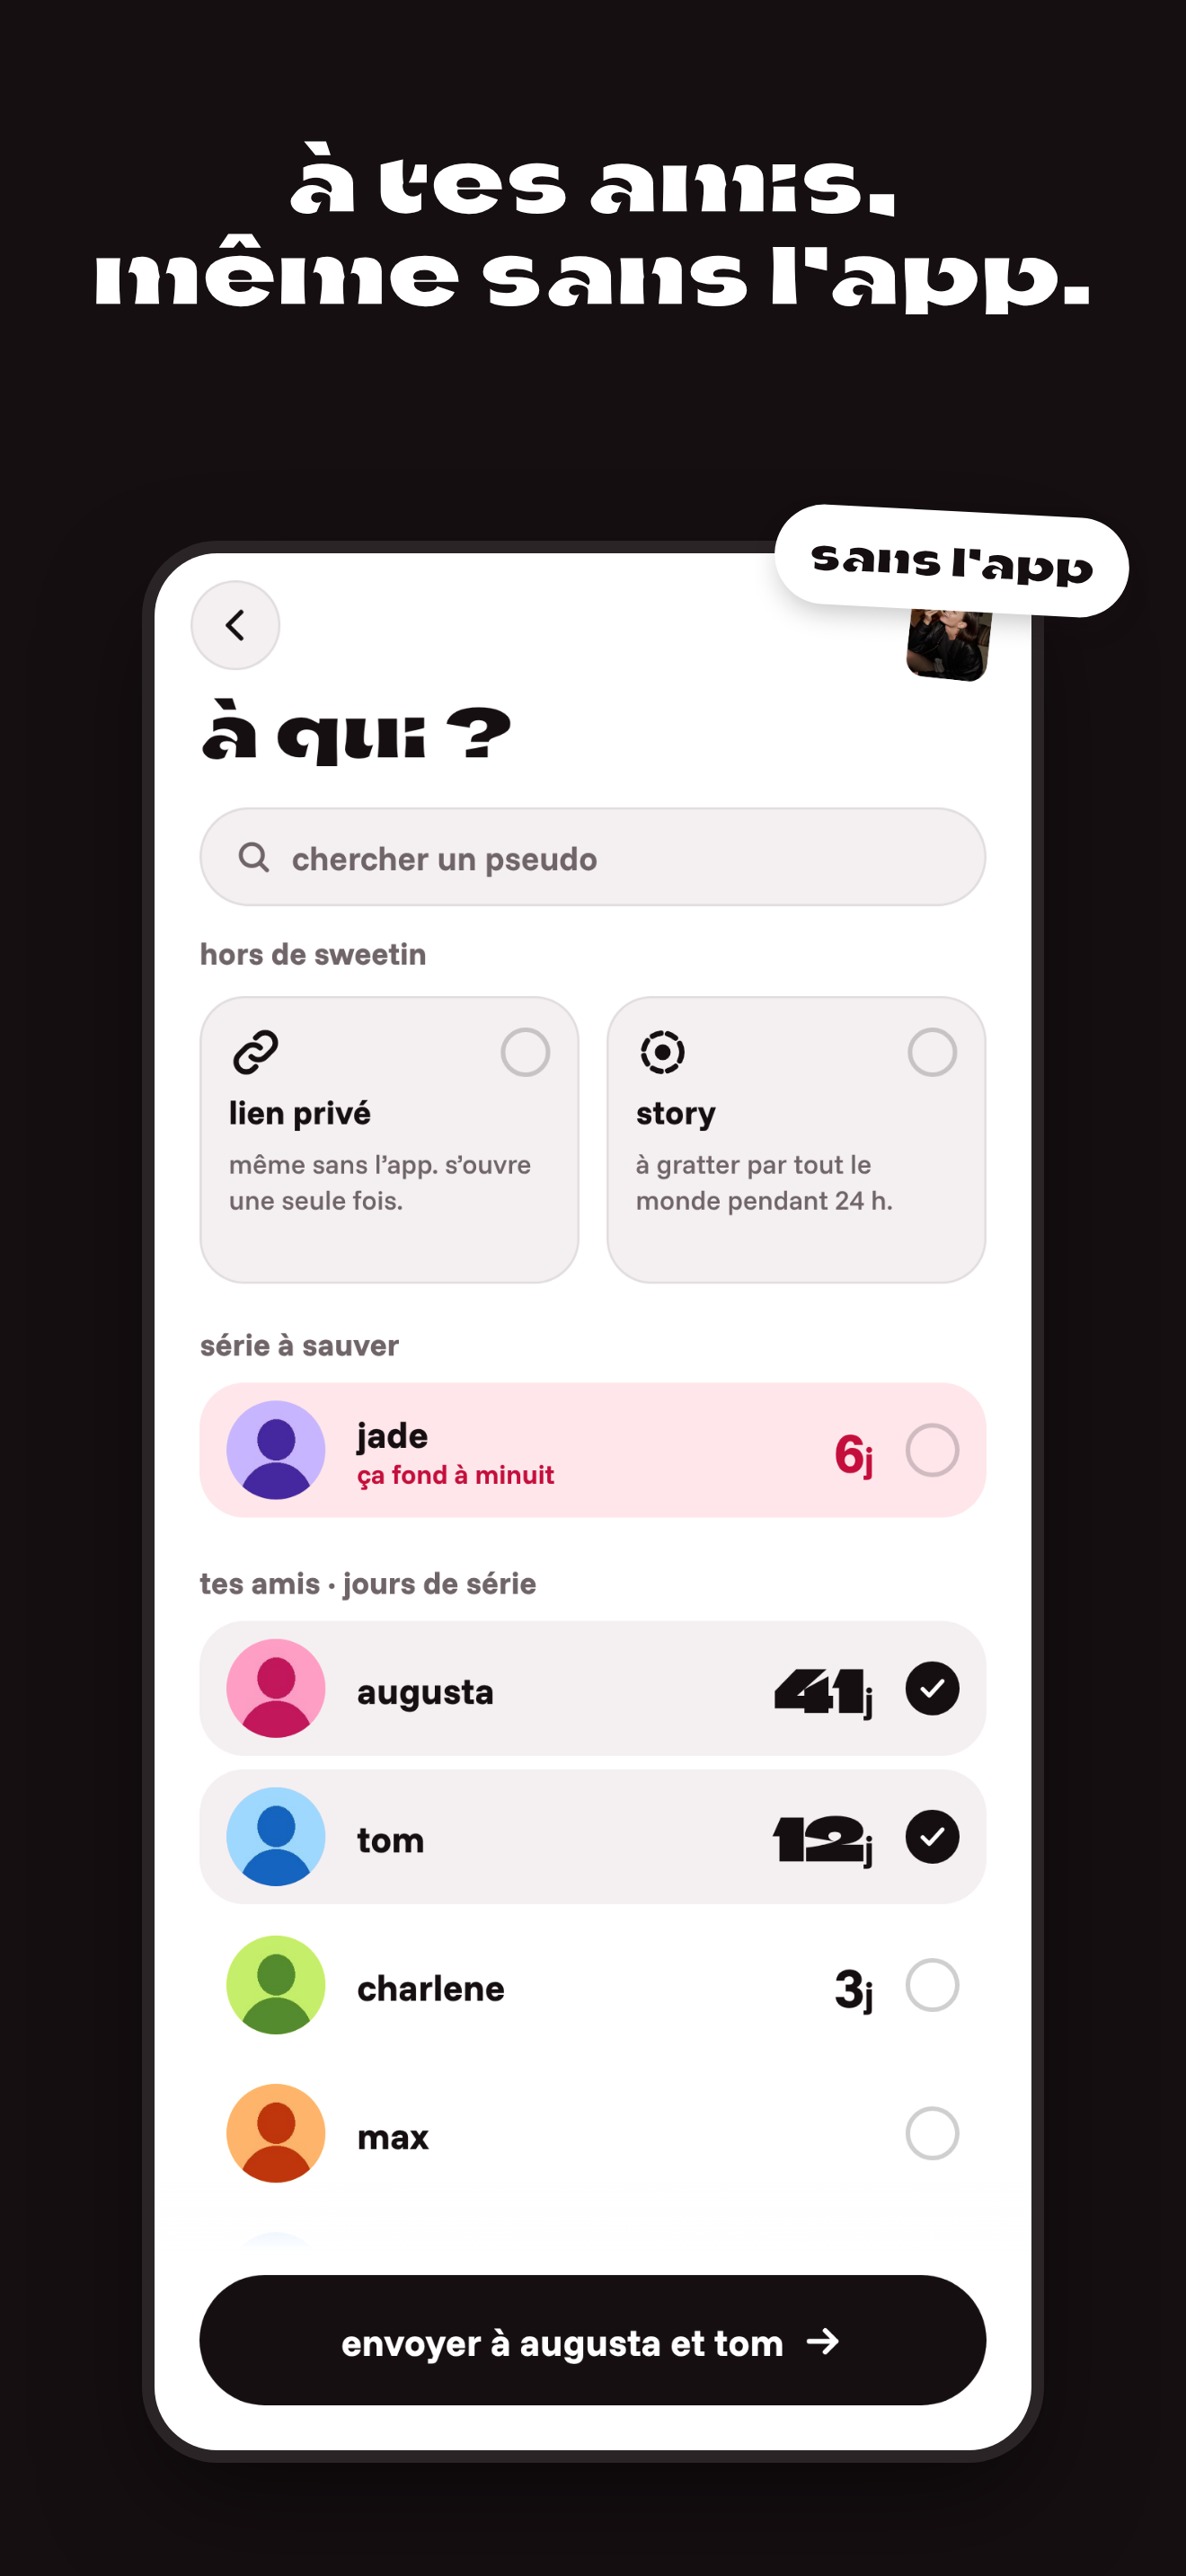 à tes amis.
même sans l'app.
sans l'app
à qui ?
chercher un pseudo
hors de sweetin
lien privé
même sans l’app. s’ouvre
une seule fois.
story
à gratter par tout le
monde pendant 24 h.
série à sauver
jade
ça fond à minuit
6j
tes amis · jours de série
augusta
41j
tom
12j
charlene
3j
max
envoyer à augusta et tom →